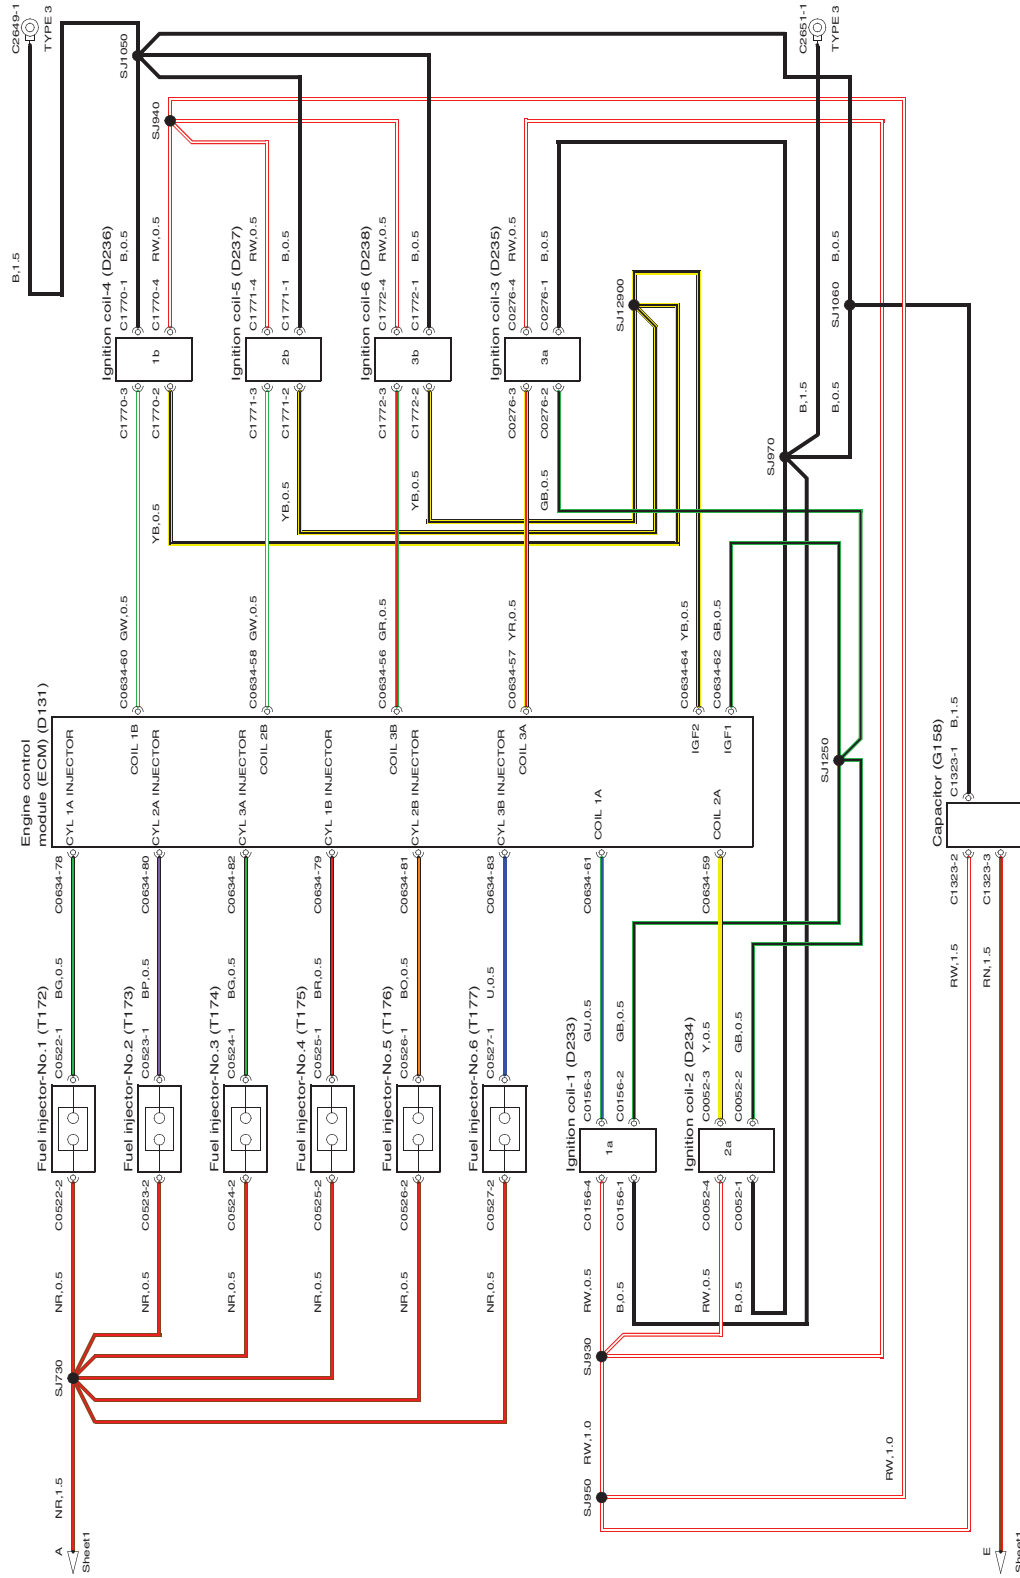 C2649-1
TYPE 3
B,1.5
SJ1050
SJ940
C2651-1
TYPE 3
Ignition coil-4 (D236)
C1770-1 B,0.5
C1770-4 RW,0.5
1b
C1770-3
C1770-2
YB,0.5
Ignition coil-5 (D237)
C1771-4 RW,0.5
C1771-1 B,0.5
2b
C1771-3
C1771-2
YB,0.5
Ignition coil-6 (D238)
C1772-4 RW,0.5
C1772-1 B,0.5
3b
C1772-3
C1772-2
YB,0.5
Ignition coil-3 (D235)
C0276-4 RW,0.5
C0276-1 B,0.5
3a
C0276-3
C0276-2
GB,0.5
SJ12900
SJ1060
B,0.5
B,1.5
B,0.5
SJ970
C0634-60 GW,0.5
C0634-58 GW,0.5
C0634-56 GR,0.5
C0634-57 YR,0.5
C0634-64 YB,0.5
C0634-62 GB,0.5
Engine control
module (ECM) (D131)
CYL 1A INJECTOR
COIL 1B
CYL 2A INJECTOR
CYL 3A INJECTOR
COIL 2B
CYL 1B INJECTOR
COIL 3B
CYL 2B INJECTOR
CYL 3B INJECTOR
COIL 3A
COIL 1A
IGF2
COIL 2A
IGF1
SJ1250
Capacitor (G158)
C1323-1 B,1.5
C1323-2
C1323-3
RW,1.5
RN,1.5
C0634-78
C0634-80
C0634-82
C0634-79
C0634-81
C0634-83
C0634-61
C0634-59
Fuel injector-No.1 (T172)
C0522-1 BG,0.5
C0522-2
NR,0.5
Fuel injector-No.2 (T173)
C0523-1 BP,0.5
C0523-2
NR,0.5
Fuel injector-No.3 (T174)
C0524-1 BG,0.5
C0524-2
NR,0.5
Fuel injector-No.4 (T175)
C0525-1 BR,0.5
C0525-2
NR,0.5
Fuel injector-No.5 (T176)
C0526-1 BO,0.5
C0526-2
NR,0.5
Fuel injector-No.6 (T177)
C0527-1 U,0.5
C0527-2
NR,0.5
Ignition coil-1 (D233)
C0156-3 GU,0.5
C0156-2 GB,0.5
1a
C0156-4
C0156-1
RW,0.5
B,0.5
Ignition coil-2 (D234)
C0052-3 Y,0.5
C0052-2 GB,0.5
2a
C0052-4
C0052-1
RW,0.5
B,0.5
SJ730
SJ930
RW,1.0
SJ950
RW,1.0
NR,1.5
A
Sheet1
E
Sheet1